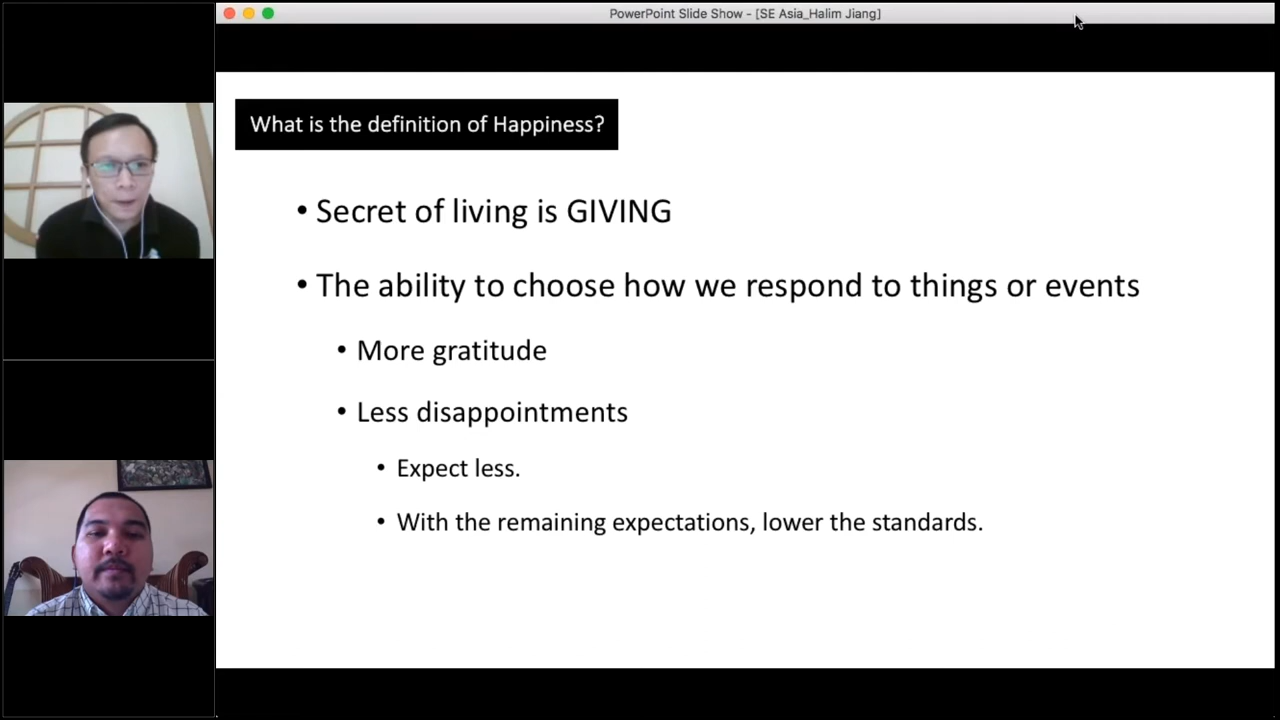 PowerPoint Slide Show - [SE Asia_Halim Jiang]
What is the definition of Happiness?
• Secret of living is GIVING
• The ability to choose how we respond to things or events
• More gratitude
• Less disappointments
• Expect less.
• With the remaining expectations, lower the standards.